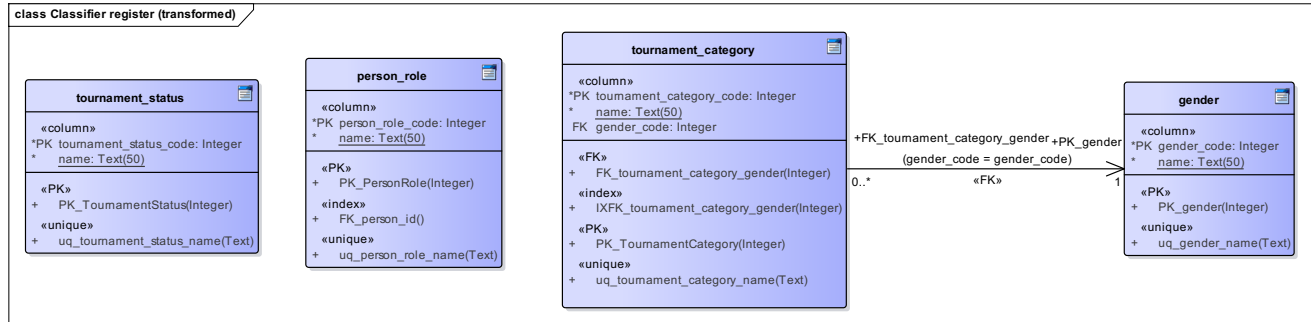 class Classifier register (transformed)
tournament_status
«column»
*PK tournament_status_code: Integer
* name: Text(50)
«PK»
+ PK_TournamentStatus(Integer)
«unique»
+ uq_tournament_status_name(Text)
person_role
«column»
*PK person_role_code: Integer
* name: Text(50)
«PK»
+ PK_PersonRole(Integer)
«index»
+ FK_person_id()
«unique»
+ uq_person_role_name(Text)
tournament_category
«column»
*PK tournament_category_code: Integer
* name: Text(50)
FK gender_code: Integer
«FK»
+ FK_tournament_category_gender(Integer)
«index»
+ IXFK_tournament_category_gender(Integer)
«PK»
+ PK_TournamentCategory(Integer)
«unique»
+ uq_tournament_category_name(Text)
+FK_tournament_category_gender +PK_gender
(gender_code = gender_code)
0..* «FK» 1
gender
«column»
*PK gender_code: Integer
* name: Text(50)
«PK»
+ PK_gender(Integer)
«unique»
+ uq_gender_name(Text)